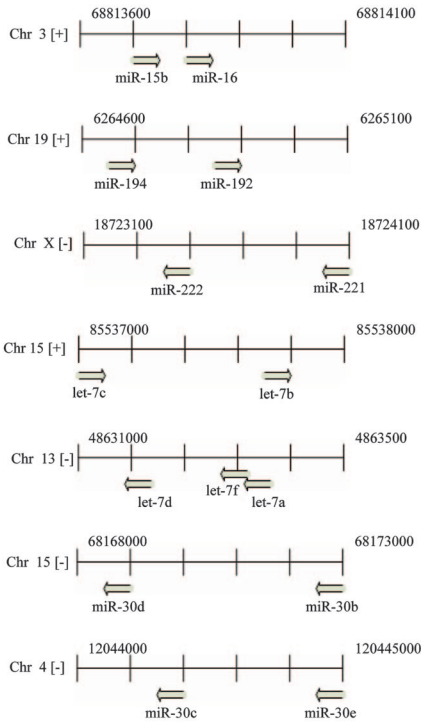 68813600 68814100
Chr 3 [+]
miR-15b miR-16
6264600 6265100
Chr 19 [+]
miR-194 miR-192
18723100 18724100
Chr X [-]
miR-222 miR-221
85537000 85538000
Chr 15 [+]
let-7c let-7b
48631000 4863500
Chr 13 [-]
let-7d let-7f let-7a
68168000 68173000
Chr 15 [-]
miR-30d miR-30b
12044000 120445000
Chr 4 [-]
miR-30c miR-30e